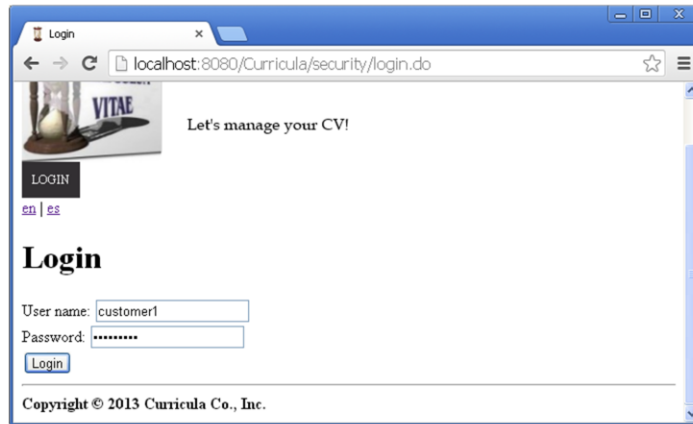 Login
localhost:8080/Curricula/security/login.do
VITAE
Let's manage your CV!
LOGIN
en | es
Login
User name: customer1
Password: •••••••••
Login
Copyright © 2013 Curricula Co., Inc.